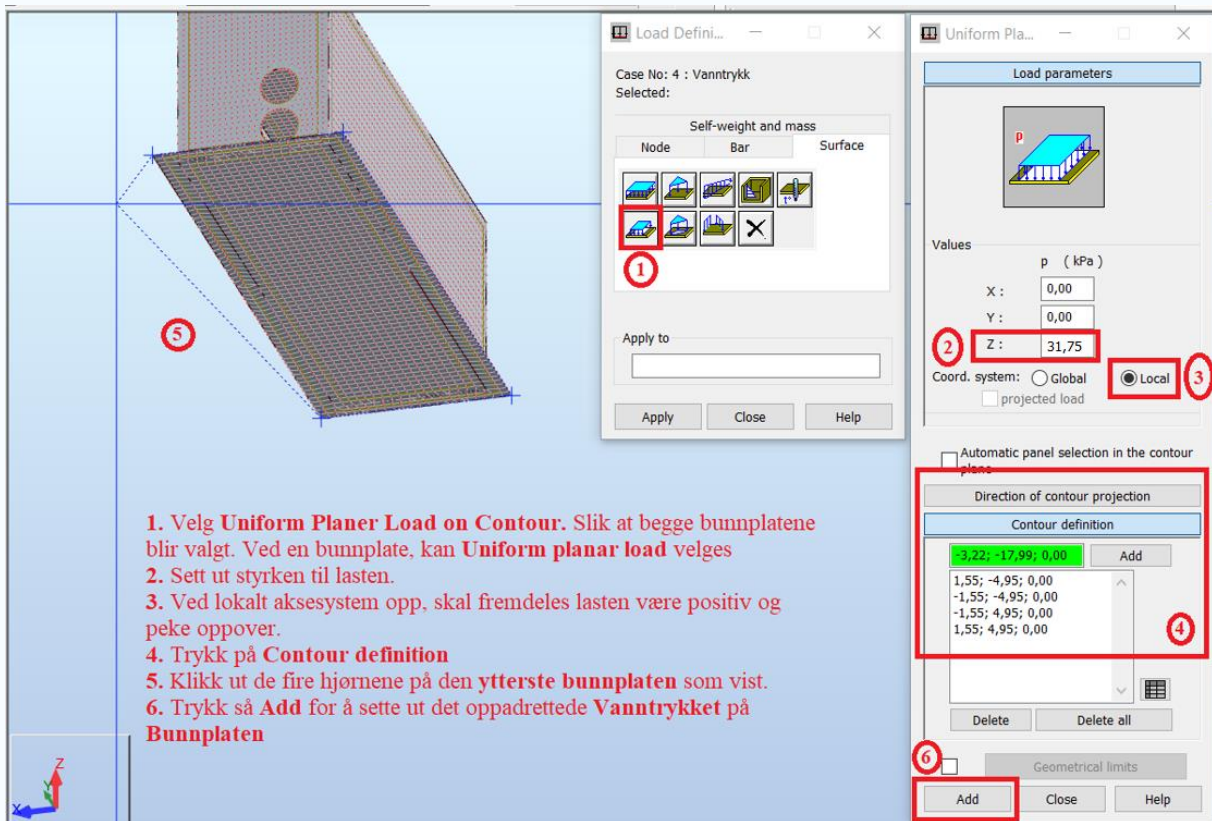 Load Defini...
Case No: 4 : Vanntrykk
Selected:
Self-weight and mass
Node
Bar
Surface
1
Apply to
Apply
Close
Help
Uniform Pla...
Load parameters
p
Values
p ( kPa )
X : 0,00
Y : 0,00
2
Z : 31,75
Coord. system: Global Local
3
projected load
Automatic panel selection in the contour
plane
Direction of contour projection
Contour definition
-3,22; -17,99; 0,00
Add
1,55; -4,95; 0,00
-1,55; -4,95; 0,00
-1,55; 4,95; 0,00
1,55; 4,95; 0,00
4
Delete
Delete all
6
Geometrical limits
Add
Close
Help
5
1. Velg Uniform Planer Load on Contour. Slik at begge bunnplatene
blir valgt. Ved en bunnplate, kan Uniform planar load velges
2. Sett ut styrken til lasten.
3. Ved lokalt aksesystem opp, skal fremdeles lasten være positiv og
peke oppover.
4. Trykk på Contour definition
5. Klikk ut de fire hjørnene på den ytterste bunnplaten som vist.
6. Trykk så Add for å sette ut det oppadrettede Vanntrykket på
Bunnplaten
Z
Y
X